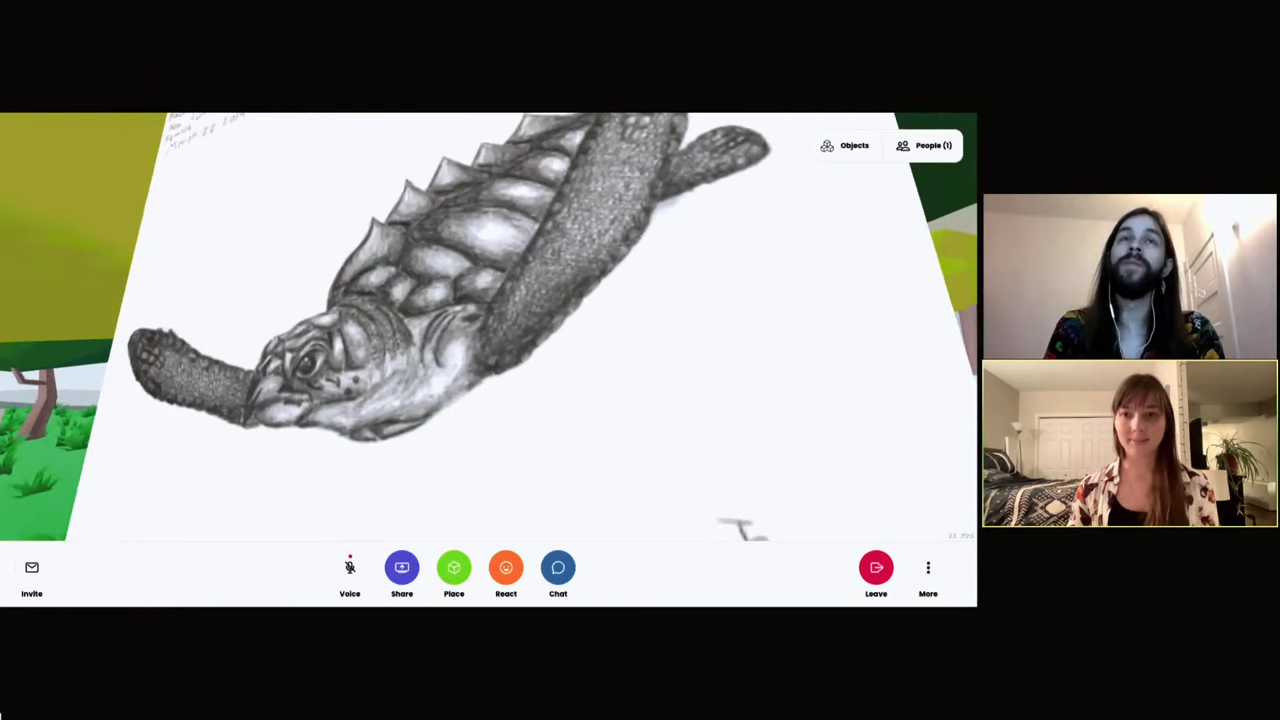 Objects
People (1)
Invite
Voice
Share
Place
React
Chat
Leave
More